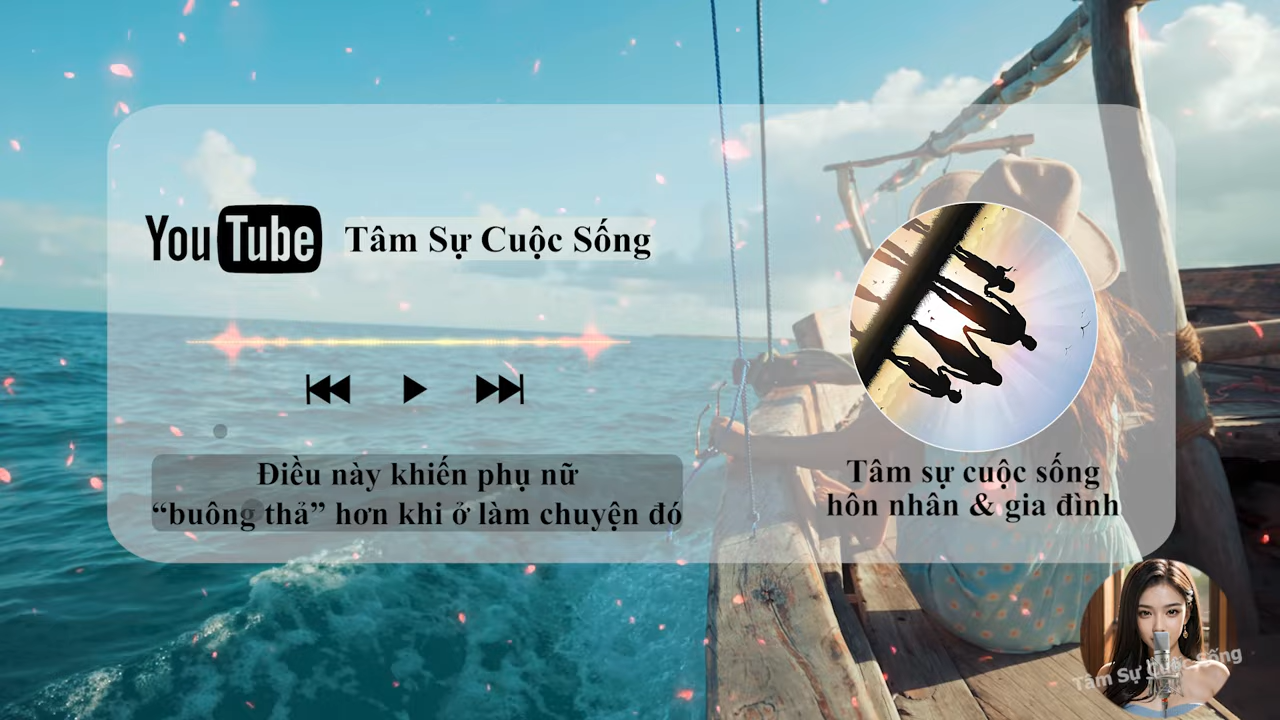 YouTube Tâm Sự Cuộc Sống
Điều này khiến phụ nữ
“buông thả” hơn khi ở làm chuyện đó
Tâm sự cuộc sống
hôn nhân & gia đình
Tâm Sự Cuộc Sống